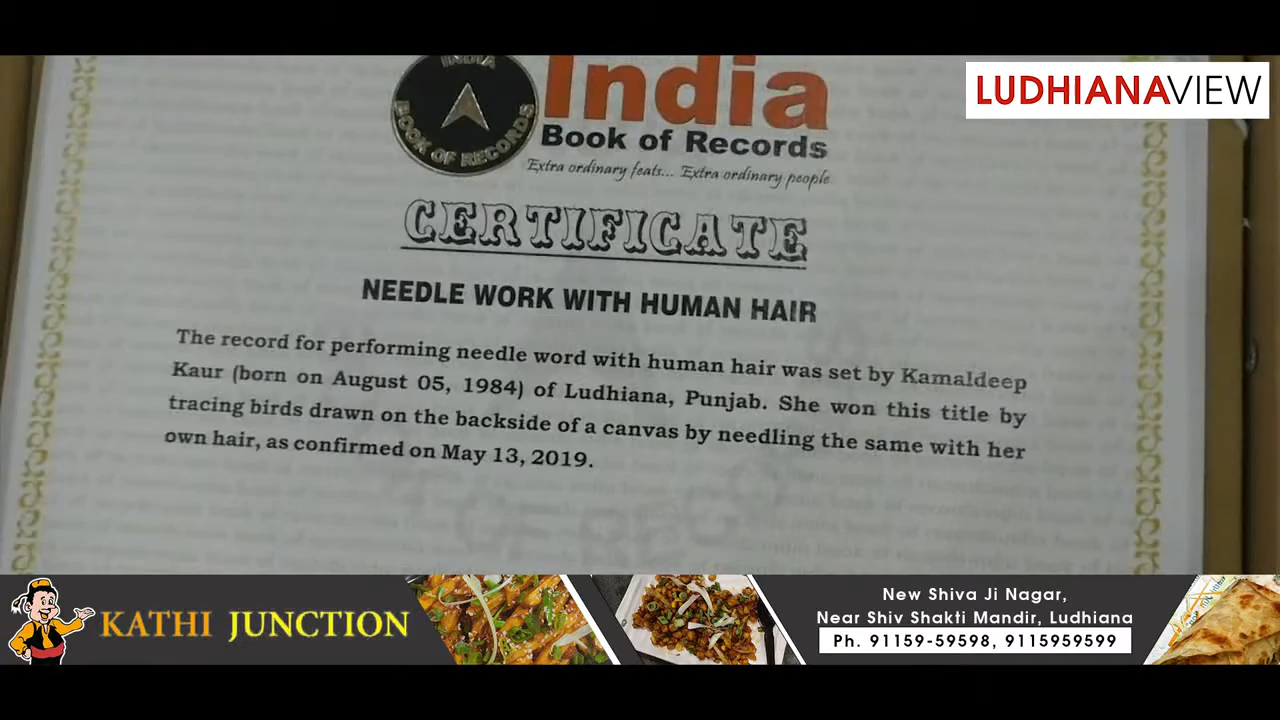 INDIA
BOOK OF RECORDS
India
Book of Records
Extra ordinary feats... Extra ordinary people
LUDHIANAVIEW
CERTIFICATE
NEEDLE WORK WITH HUMAN HAIR
The record for performing needle word with human hair was set by Kamaldeep
Kaur (born on August 05, 1984) of Ludhiana, Punjab. She won this title by
tracing birds drawn on the backside of a canvas by needling the same with her
own hair, as confirmed on May 13, 2019.
KATHI JUNCTION
New Shiva Ji Nagar,
Near Shiv Shakti Mandir, Ludhiana
Ph. 91159-59598, 9115959599